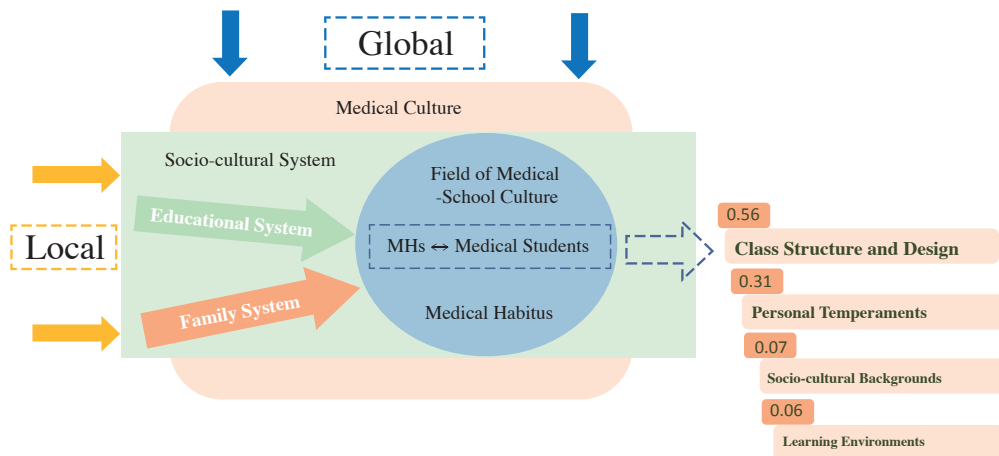 Global
Medical Culture
Socio-cultural System
Field of Medical
-School Culture
Educational System
MHs ↔ Medical Students
Local
Family System
Medical Habitus
0.56
Class Structure and Design
0.31
Personal Temperaments
0.07
Socio-cultural Backgrounds
0.06
Learning Environments